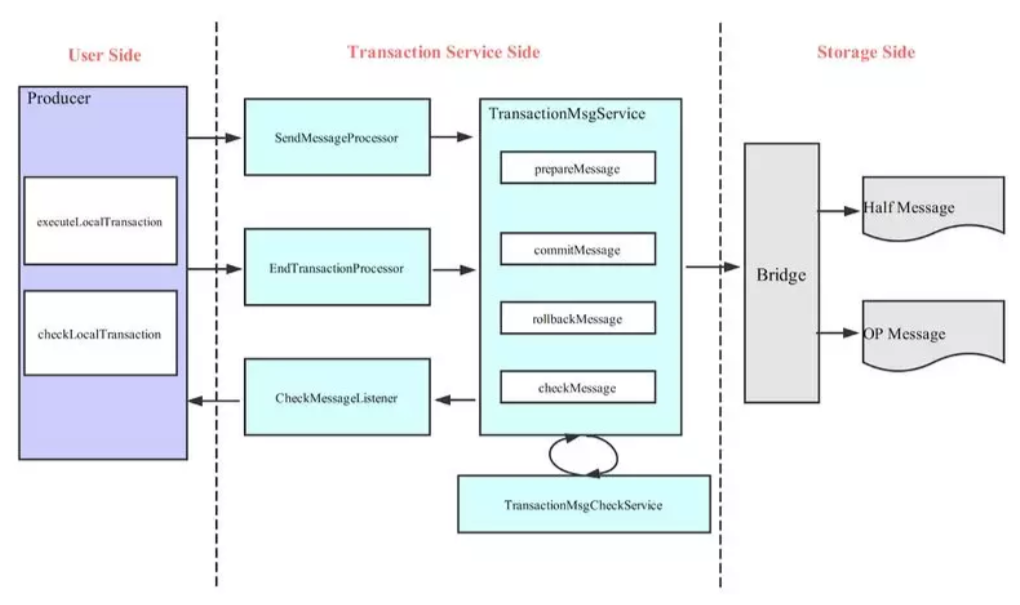 User Side
Transaction Service Side
Storage Side
Producer
executeLocalTransaction
checkLocalTransaction
SendMessageProcessor
EndTransactionProcessor
CheckMessageListener
TransactionMsgService
prepareMessage
commitMessage
rollbackMessage
checkMessage
TransactionMsgCheckService
Bridge
Half Message
OP Message